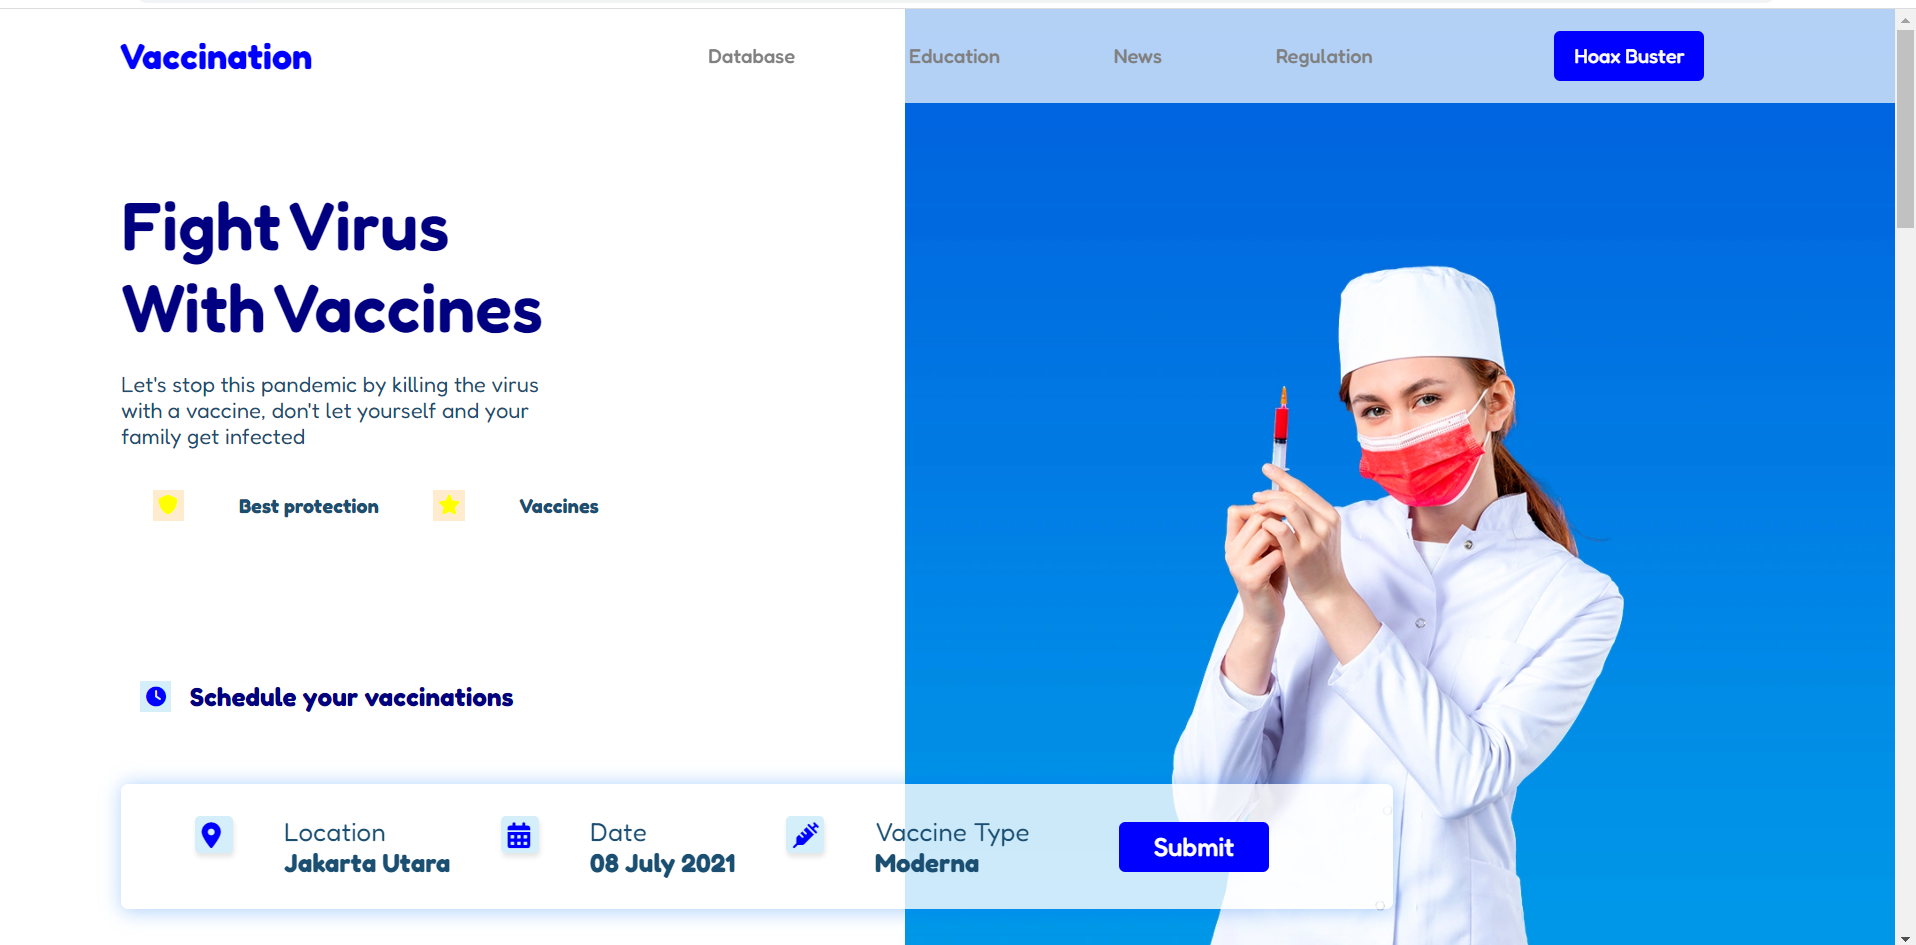 Vaccination
Database
Education
News
Regulation
Hoax Buster
Fight Virus
With Vaccines
Let's stop this pandemic by killing the virus
with a vaccine, don't let yourself and your
family get infected
Best protection
Vaccines
Schedule your vaccinations
Location
Jakarta Utara
Date
08 July 2021
Vaccine Type
Moderna
Submit